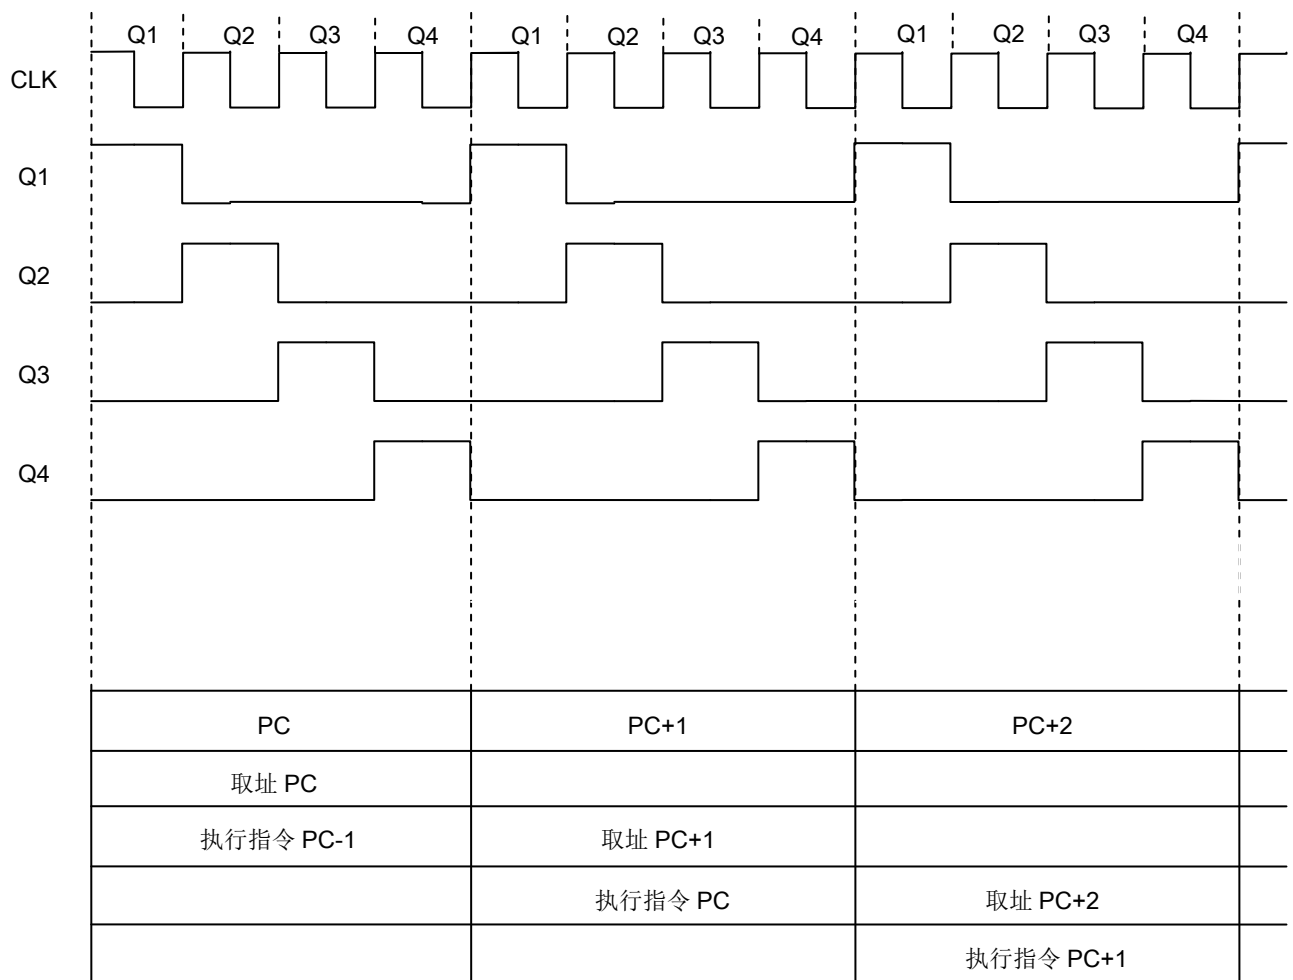 Q1 Q2 Q3 Q4 Q1 Q2 Q3 Q4 Q1 Q2 Q3 Q4
CLK
Q1
Q2
Q3
Q4
PC PC+1 PC+2
取址 PC
执行指令 PC-1 取址 PC+1
执行指令 PC 取址 PC+2
执行指令 PC+1